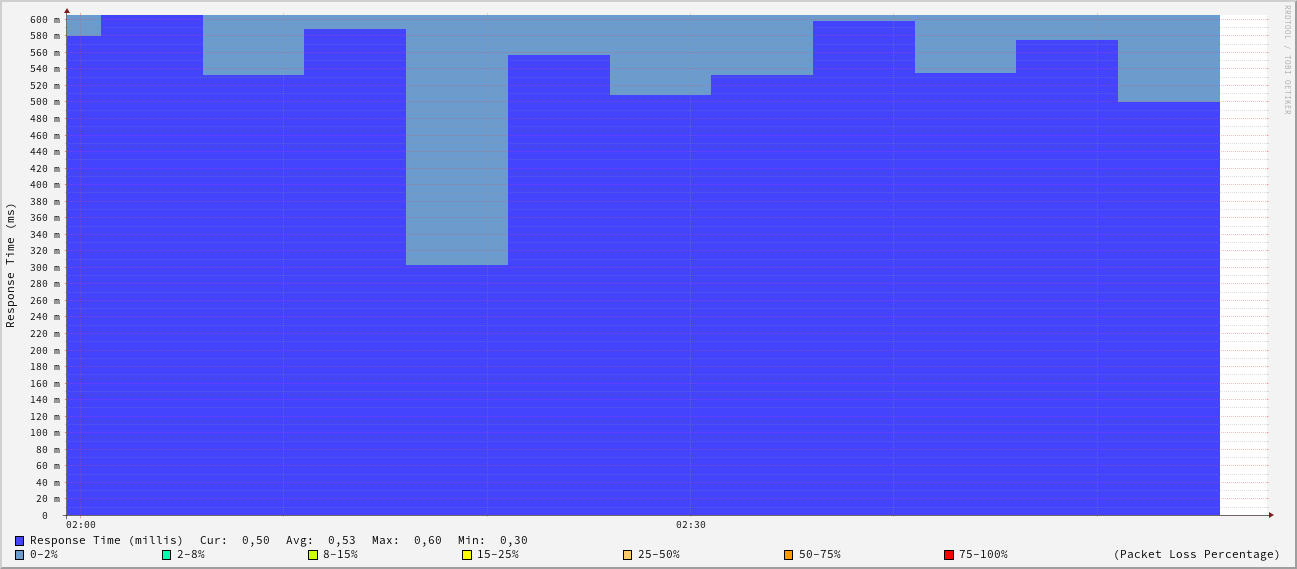 RRDTOOL / TOBI OETIKER
Response Time (ms)
600 m
580 m
560 m
540 m
520 m
500 m
480 m
460 m
440 m
420 m
400 m
380 m
360 m
340 m
320 m
300 m
280 m
260 m
240 m
220 m
200 m
180 m
160 m
140 m
120 m
100 m
80 m
60 m
40 m
20 m
0
02:00 02:30
Response Time (millis) Cur: 0,50 Avg: 0,53 Max: 0,60 Min: 0,30
0-2% 2-8% 8-15% 15-25% 25-50% 50-75% 75-100% (Packet Loss Percentage)